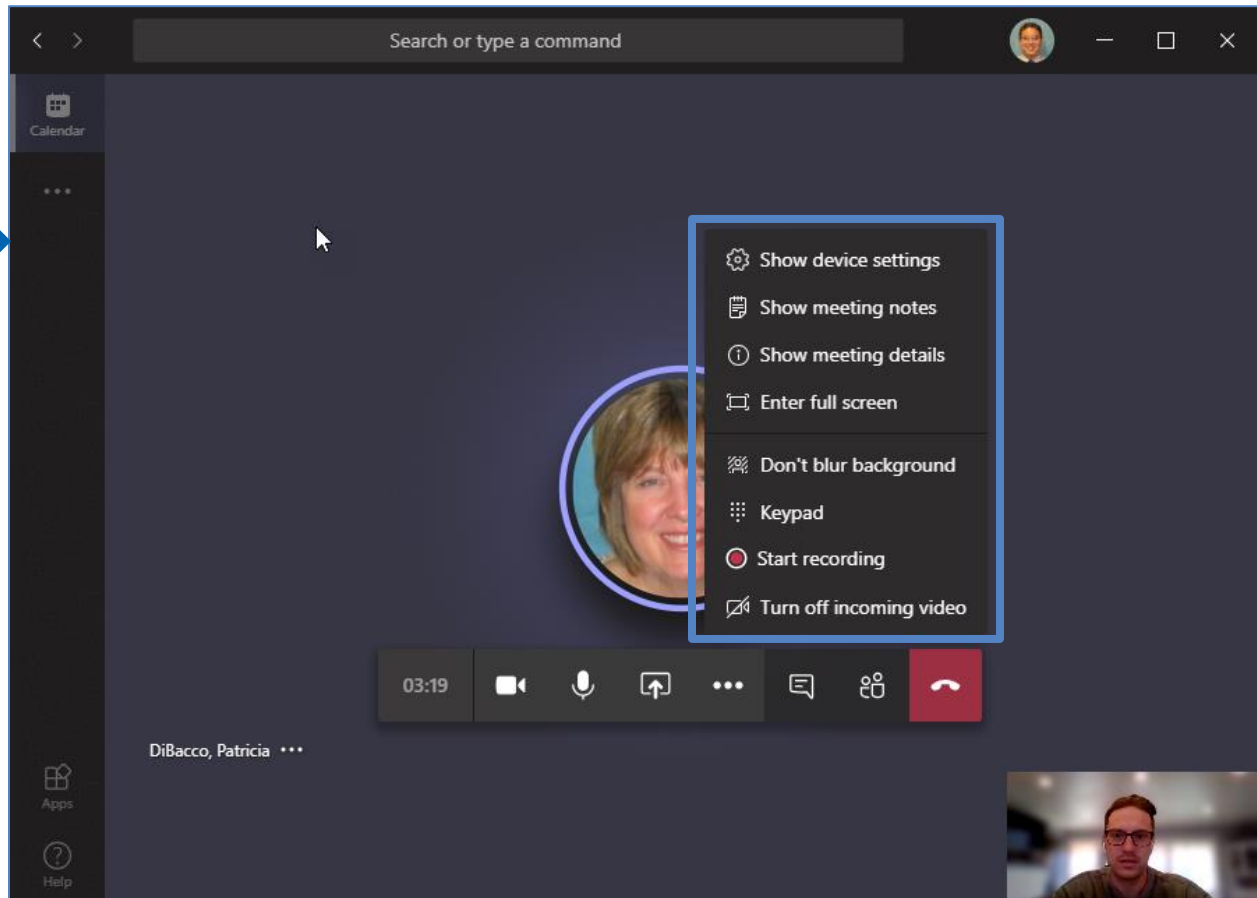 Search or type a command
Calendar
Show device settings
Show meeting notes
Show meeting details
Enter full screen
Don't blur background
Keypad
Start recording
Turn off incoming video
03:19
DiBacco, Patricia
Apps
Help